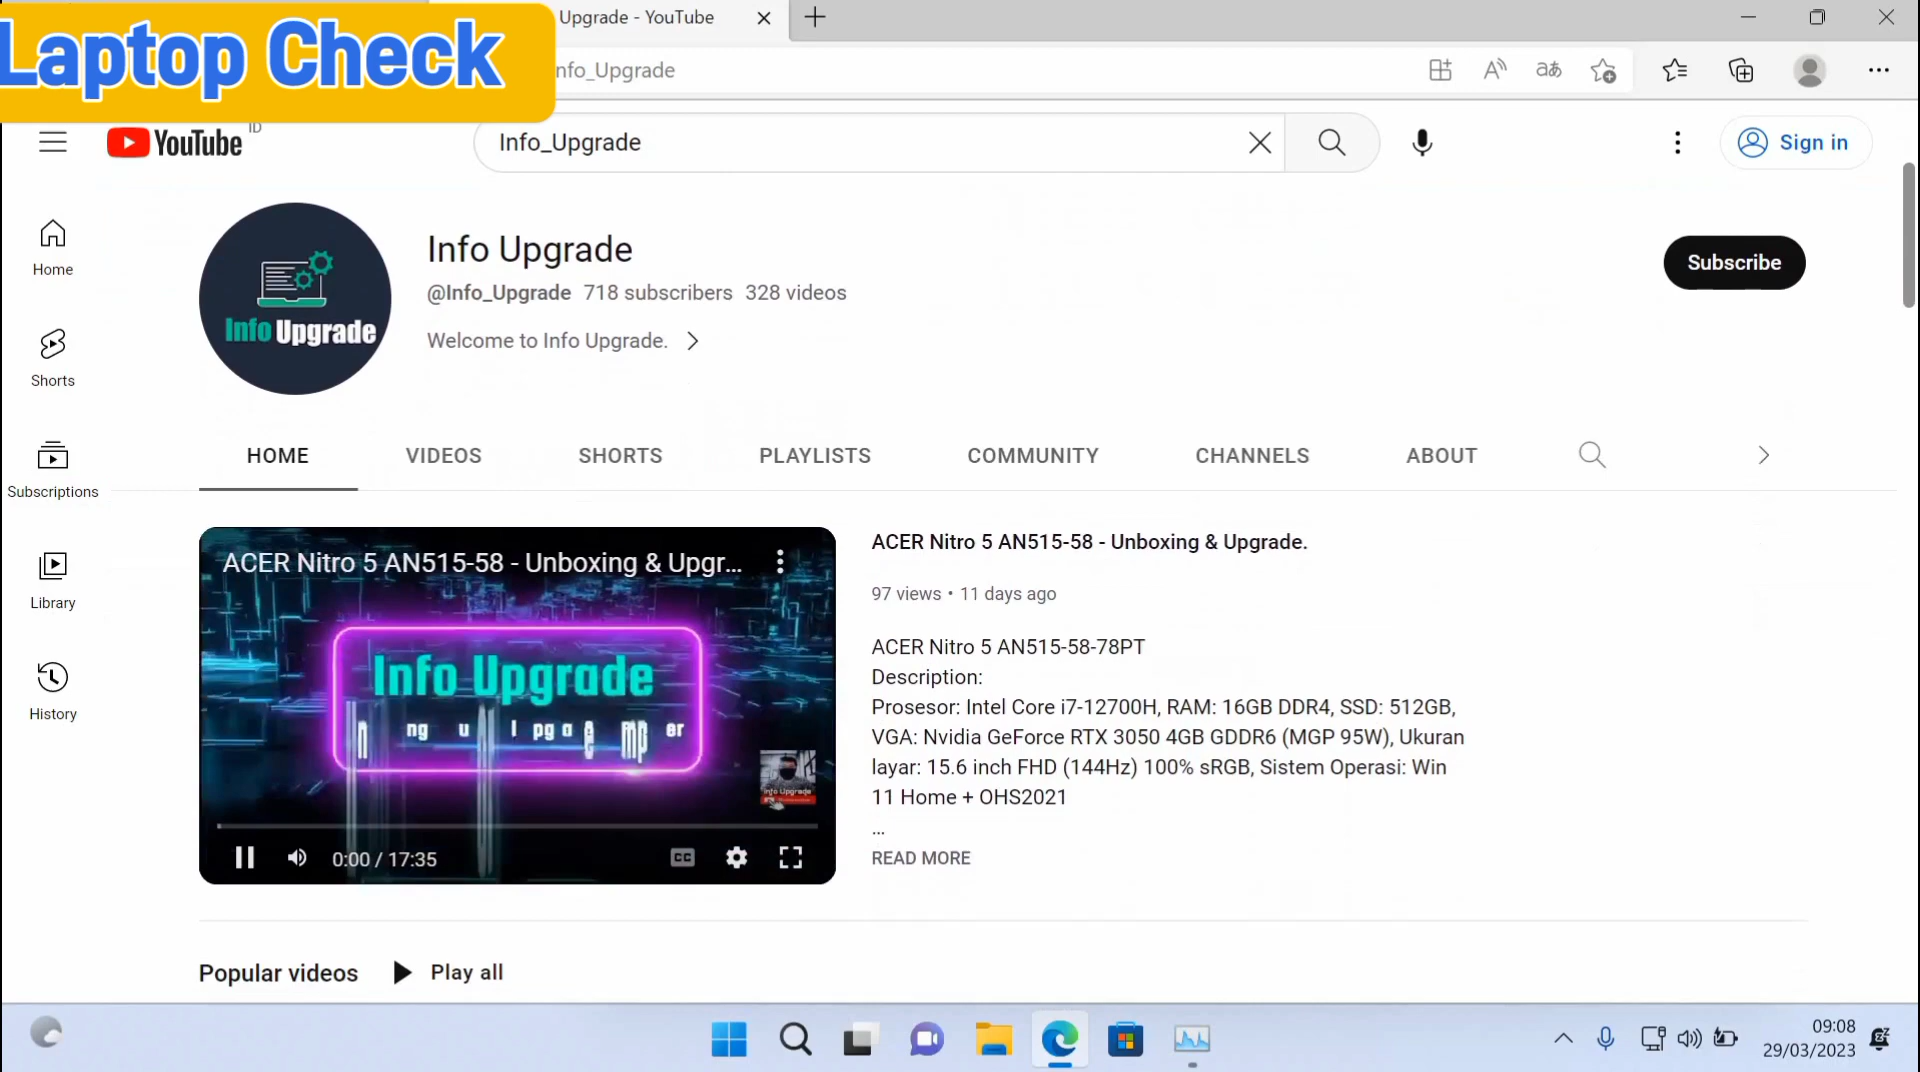 Laptop Check
Upgrade - YouTube
nfo_Upgrade
YouTube ID
Info_Upgrade
Sign in
Info Upgrade
Info Upgrade
@Info_Upgrade 718 subscribers 328 videos
Welcome to Info Upgrade.
Subscribe
Home
Shorts
Subscriptions
Library
History
HOME VIDEOS SHORTS PLAYLISTS COMMUNITY CHANNELS ABOUT
ACER Nitro 5 AN515-58 - Unboxing & Upgr...
Info Upgrade
Info Upgrade
0:00 / 17:35
CC
ACER Nitro 5 AN515-58 - Unboxing & Upgrade.
97 views • 11 days ago
ACER Nitro 5 AN515-58-78PT
Description:
Prosesor: Intel Core i7-12700H, RAM: 16GB DDR4, SSD: 512GB,
VGA: Nvidia GeForce RTX 3050 4GB GDDR6 (MGP 95W), Ukuran
layar: 15.6 inch FHD (144Hz) 100% sRGB, Sistem Operasi: Win
11 Home + OHS2021
...
READ MORE
Popular videos Play all
09:08
29/03/2023